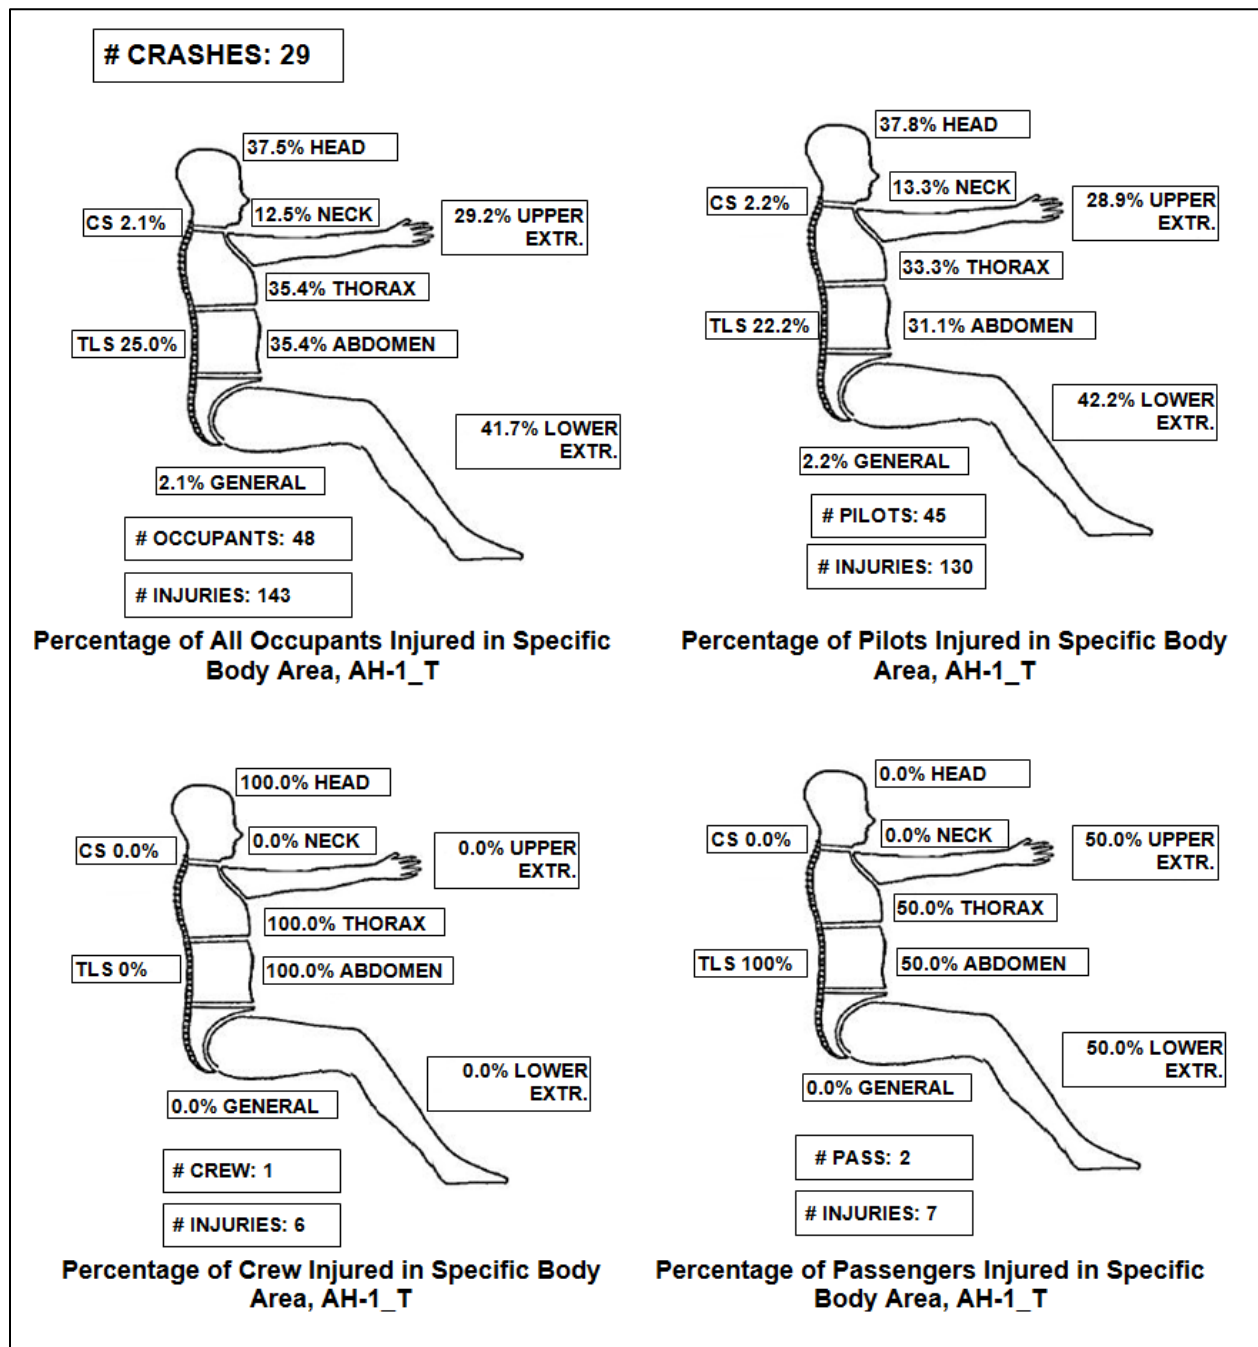 # CRASHES: 29
37.5% HEAD
CS 2.1%
12.5% NECK
29.2% UPPER
EXTR.
35.4% THORAX
TLS 25.0%
35.4% ABDOMEN
41.7% LOWER
EXTR.
2.1% GENERAL
# OCCUPANTS: 48
# INJURIES: 143
Percentage of All Occupants Injured in Specific
Body Area, AH-1_T
37.8% HEAD
CS 2.2%
13.3% NECK
28.9% UPPER
EXTR.
33.3% THORAX
TLS 22.2%
31.1% ABDOMEN
42.2% LOWER
EXTR.
2.2% GENERAL
# PILOTS: 45
# INJURIES: 130
Percentage of Pilots Injured in Specific Body
Area, AH-1_T
100.0% HEAD
CS 0.0%
0.0% NECK
0.0% UPPER
EXTR.
100.0% THORAX
TLS 0%
100.0% ABDOMEN
0.0% LOWER
EXTR.
0.0% GENERAL
# CREW: 1
# INJURIES: 6
Percentage of Crew Injured in Specific Body
Area, AH-1_T
0.0% HEAD
CS 0.0%
0.0% NECK
50.0% UPPER
EXTR.
50.0% THORAX
TLS 100%
50.0% ABDOMEN
50.0% LOWER
EXTR.
0.0% GENERAL
# PASS: 2
# INJURIES: 7
Percentage of Passengers Injured in Specific
Body Area, AH-1_T